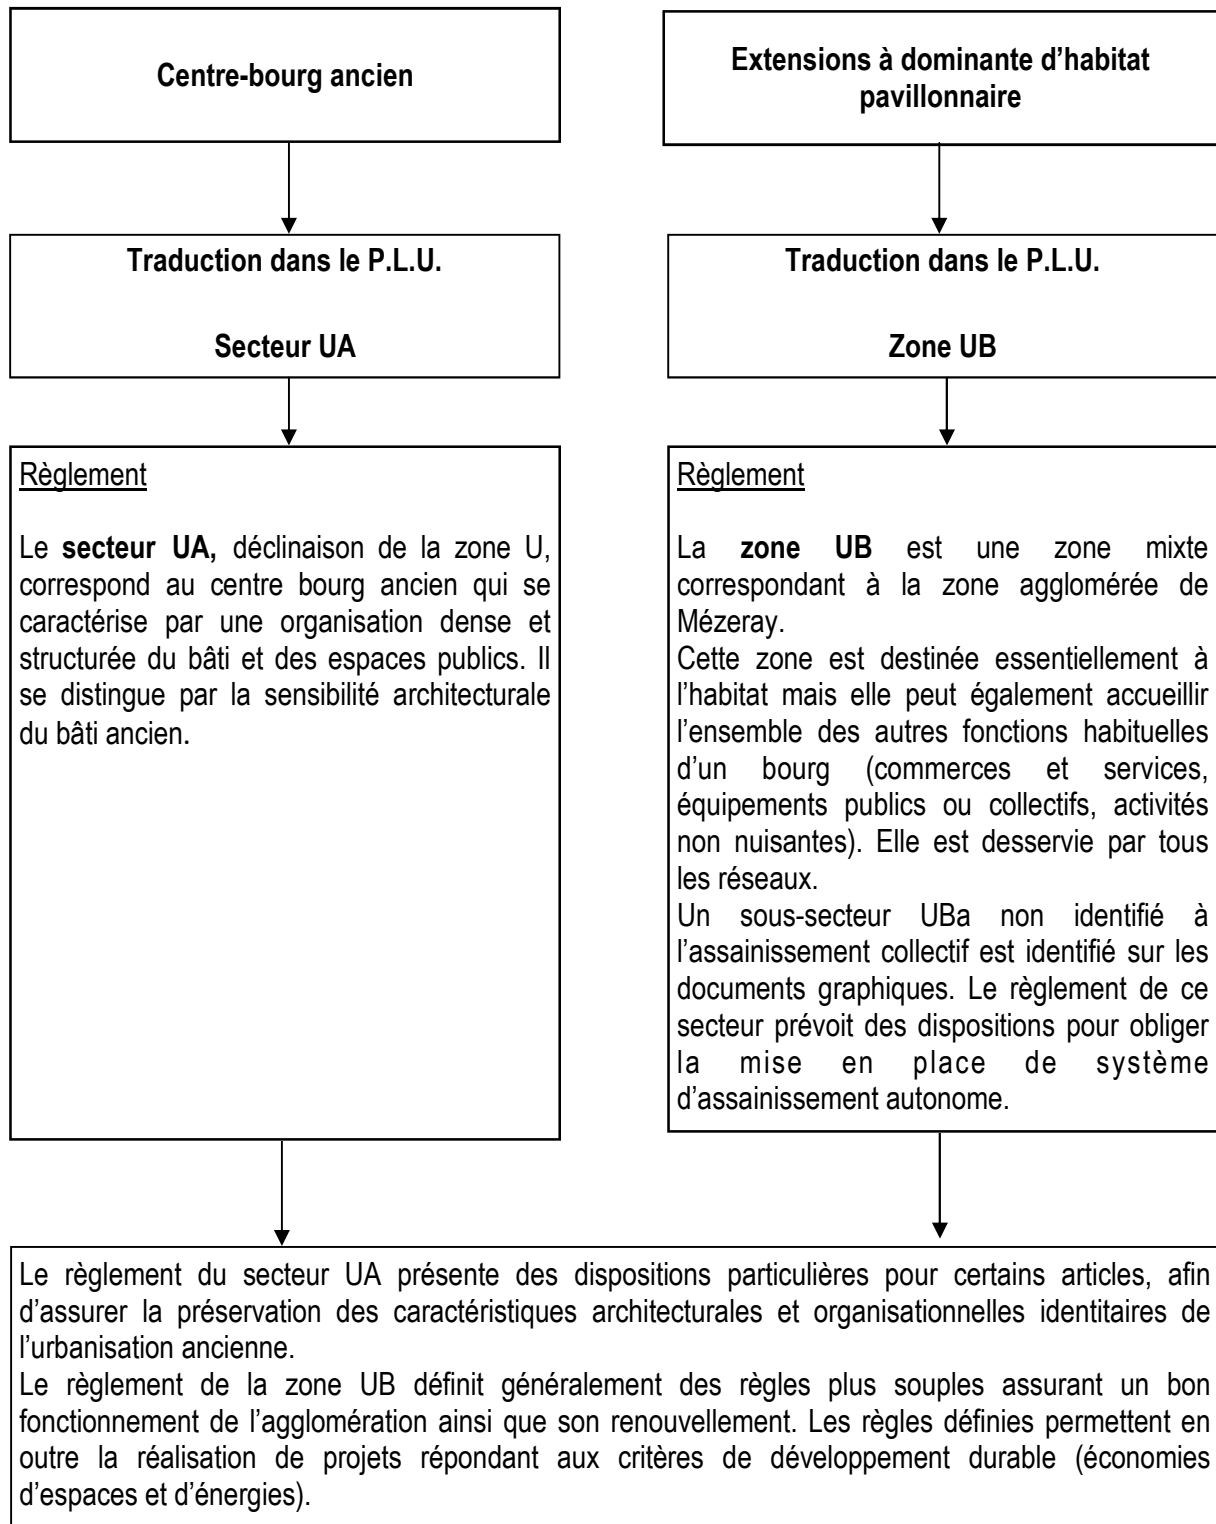 Centre-bourg ancien
Extensions à dominante d’habitat
pavillonnaire
Traduction dans le P.L.U.
Secteur UA
Traduction dans le P.L.U.
Zone UB
Règlement
Le secteur UA, déclinaison de la zone U,
correspond au centre bourg ancien qui se
caractérise par une organisation dense et
structurée du bâti et des espaces publics. Il
se distingue par la sensibilité architecturale
du bâti ancien.
Règlement
La zone UB est une zone mixte
correspondant à la zone agglomérée de
Mézeray.
Cette zone est destinée essentiellement à
l’habitat mais elle peut également accueillir
l’ensemble des autres fonctions habituelles
d’un bourg (commerces et services,
équipements publics ou collectifs, activités
non nuisantes). Elle est desservie par tous
les réseaux.
Un sous-secteur UBa non identifié à
l’assainissement collectif est identifié sur les
documents graphiques. Le règlement de ce
secteur prévoit des dispositions pour obliger
la mise en place de système
d’assainissement autonome.
Le règlement du secteur UA présente des dispositions particulières pour certains articles, afin
d’assurer la préservation des caractéristiques architecturales et organisationnelles identitaires de
l’urbanisation ancienne.
Le règlement de la zone UB définit généralement des règles plus souples assurant un bon
fonctionnement de l’agglomération ainsi que son renouvellement. Les règles définies permettent en
outre la réalisation de projets répondant aux critères de développement durable (économies
d’espaces et d’énergies).